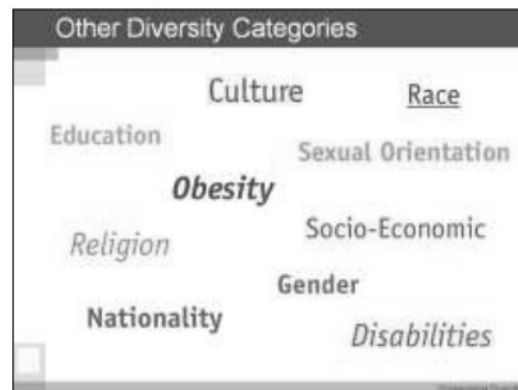 Other Diversity Categories
Culture
Race
Education
Sexual Orientation
Obesity
Religion
Socio-Economic
Gender
Nationality
Disabilities